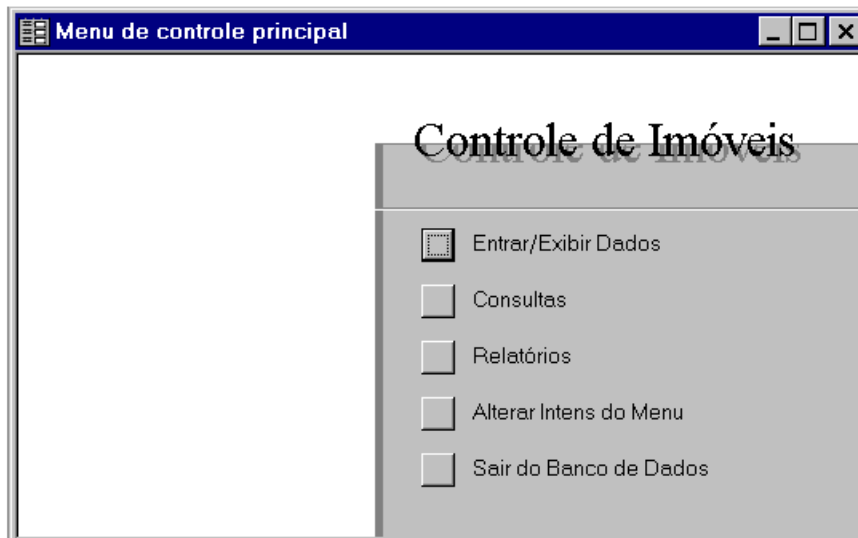 Menu de controle principal
Controle de Imóveis
Entrar/Exibir Dados
Consultas
Relatórios
Alterar Intens do Menu
Sair do Banco de Dados